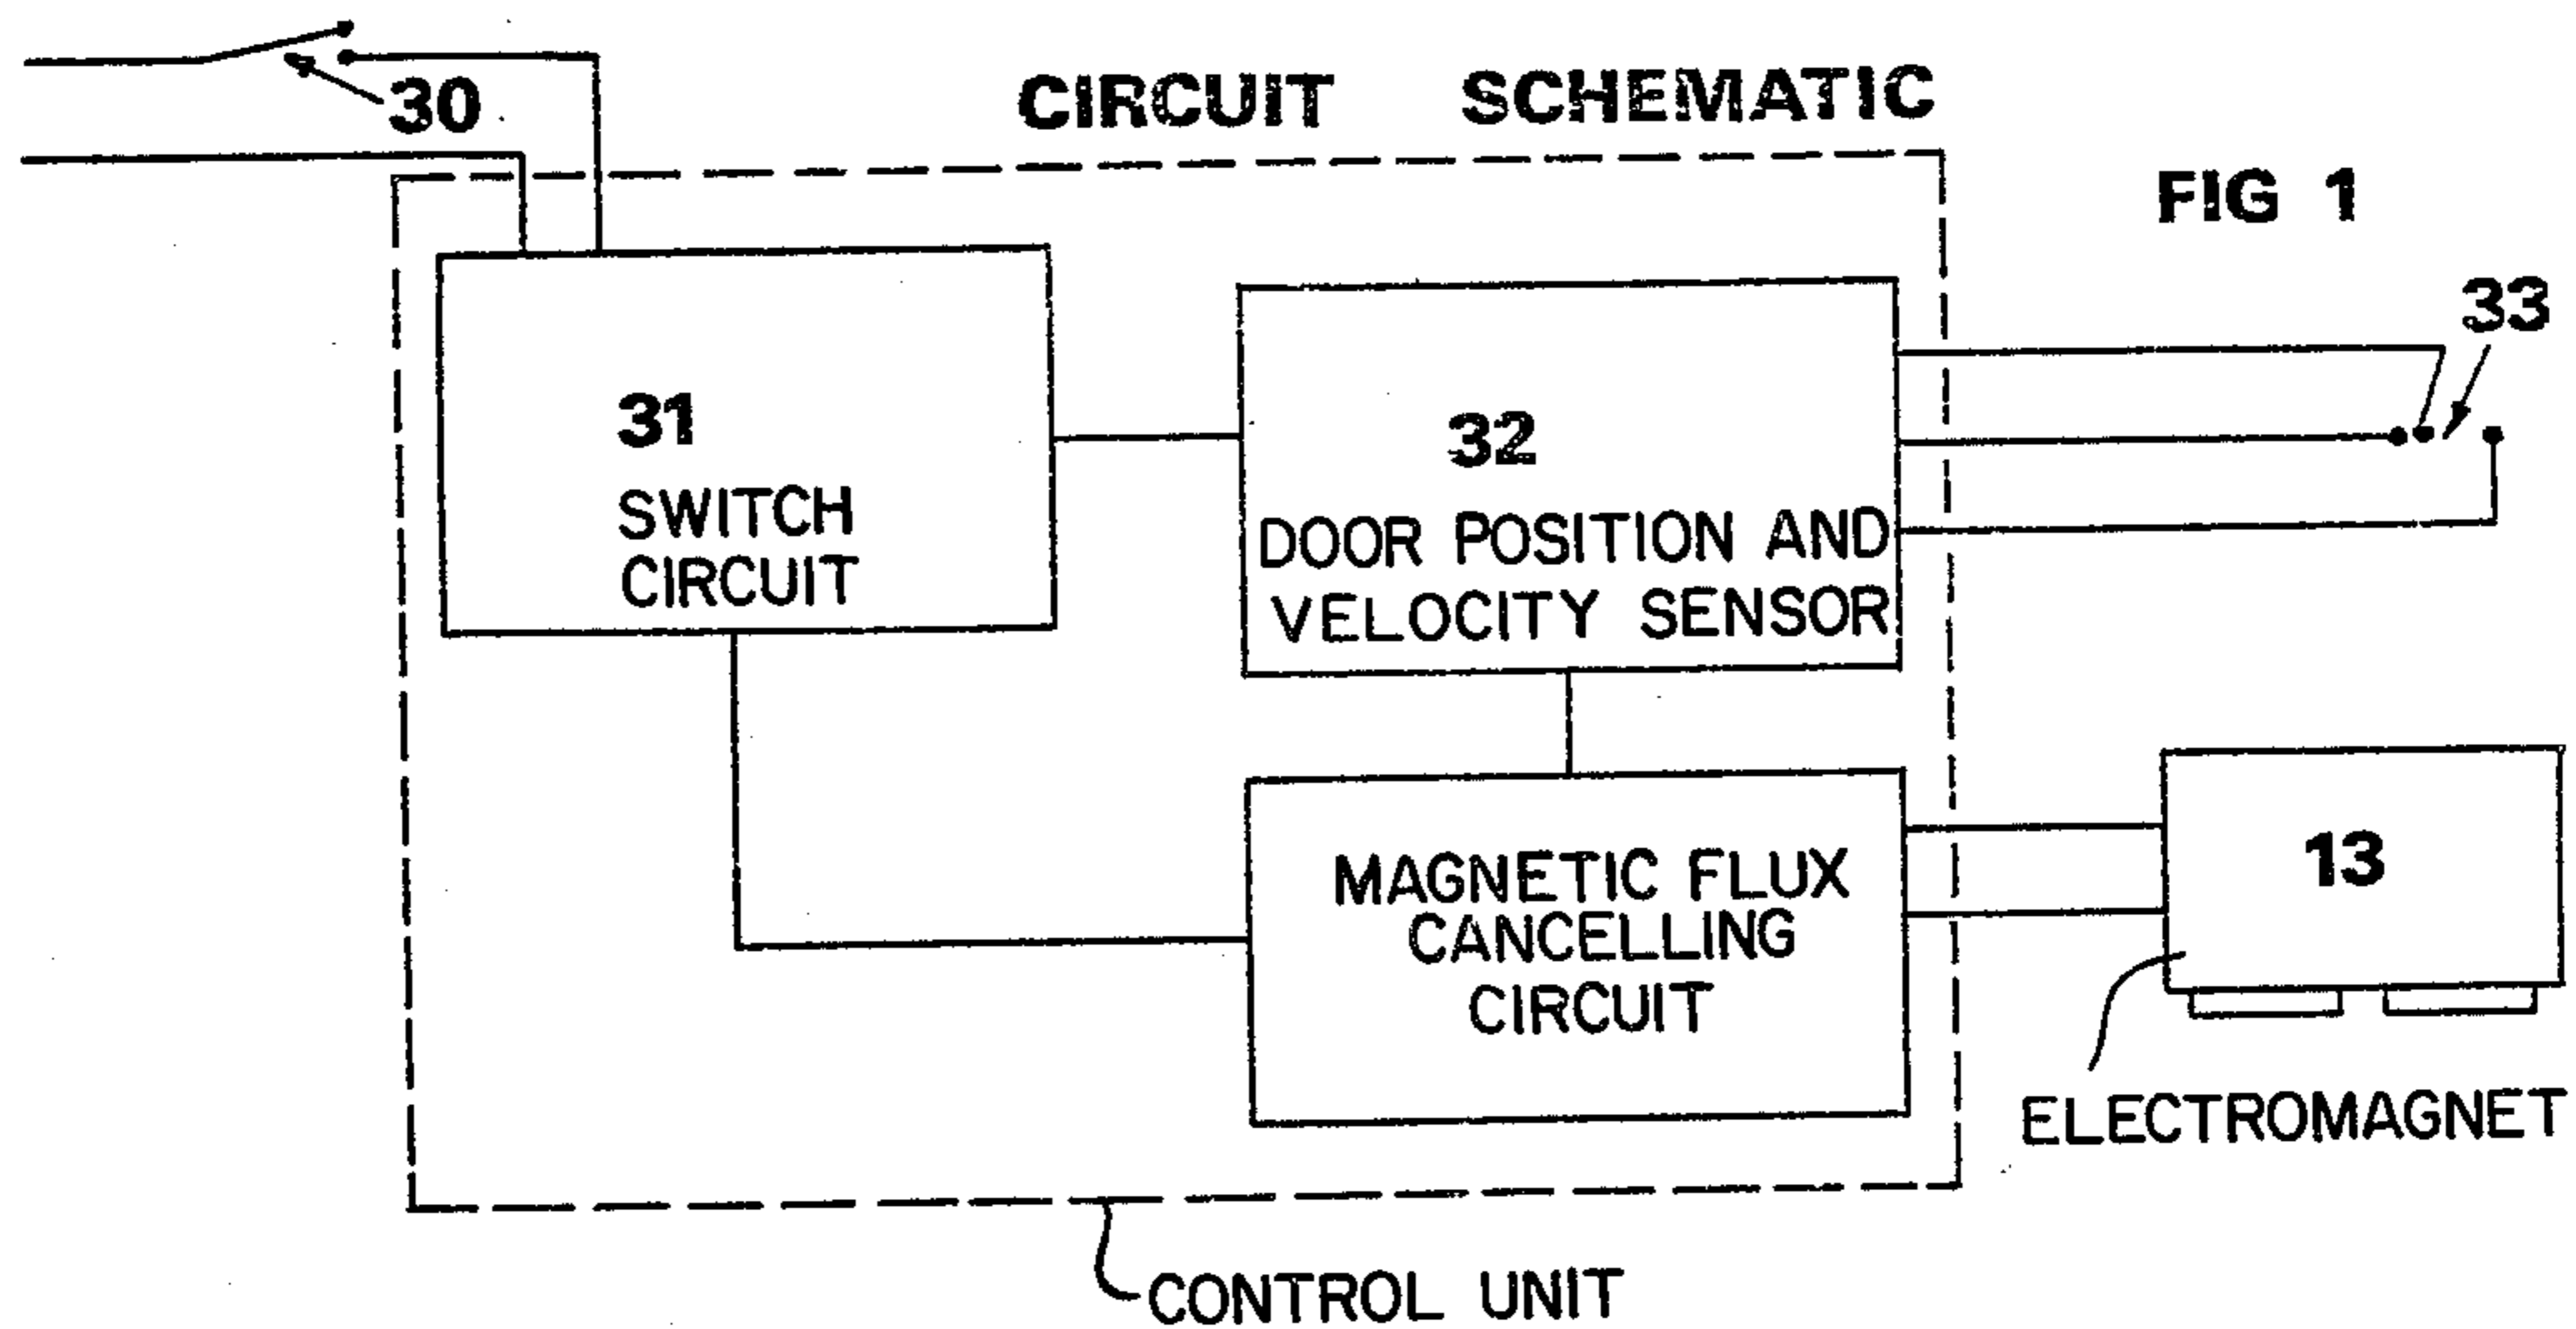 30
CIRCUIT SCHEMATIC
FIG 1
33
31
SWITCH
CIRCUIT
32
DOOR POSITION AND
VELOCITY SENSOR
MAGNETIC FLUX
CANCELLING
CIRCUIT
13
ELECTROMAGNET
CONTROL UNIT